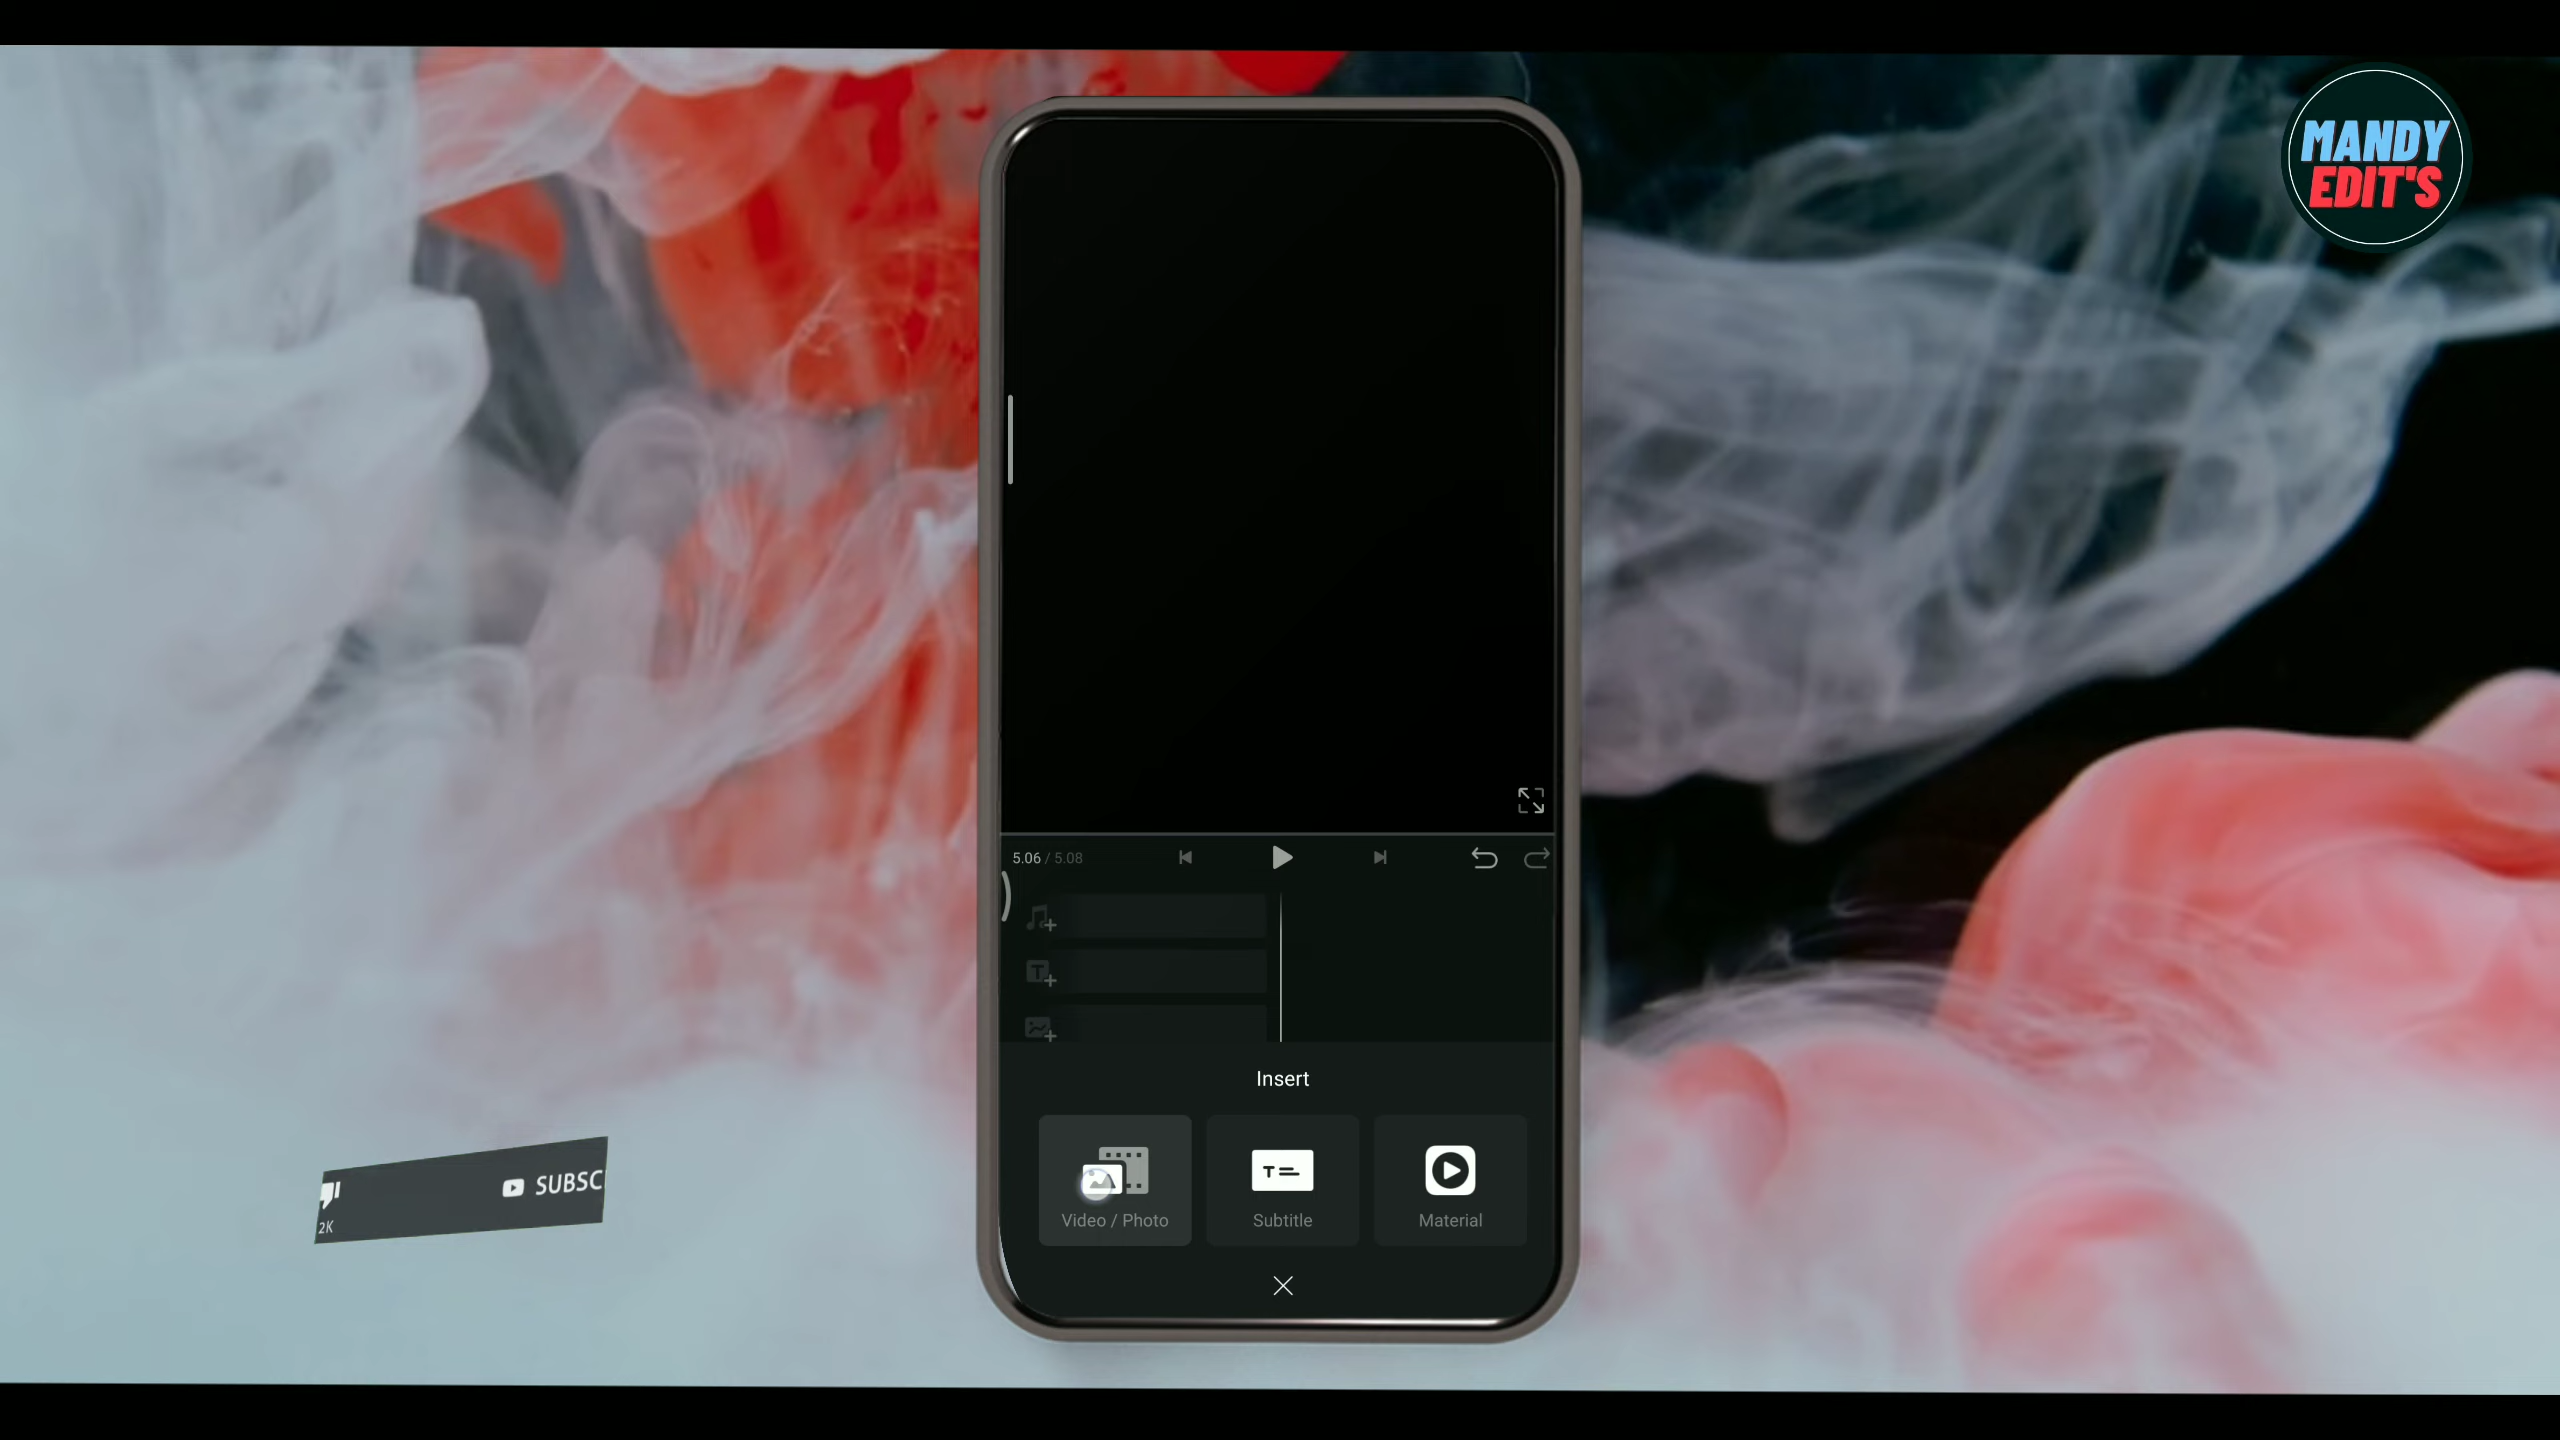 MANDY
EDIT'S
5.06 / 5.08
Insert
Video / Photo
Subtitle
Material
2K
SUBSC